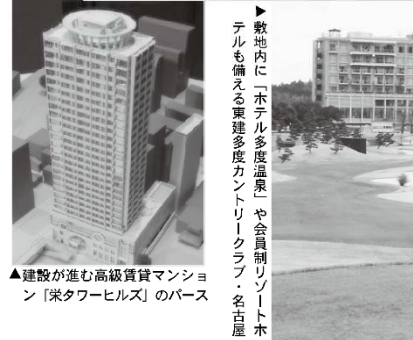 ▶敷地内に「ホテル多度温泉」や会員制リゾートホ
テルも備える東建多度カントリークラブ・名古屋
▲建設が進む高級賃貸マンショ
ン「栄タワーヒルズ」のパース